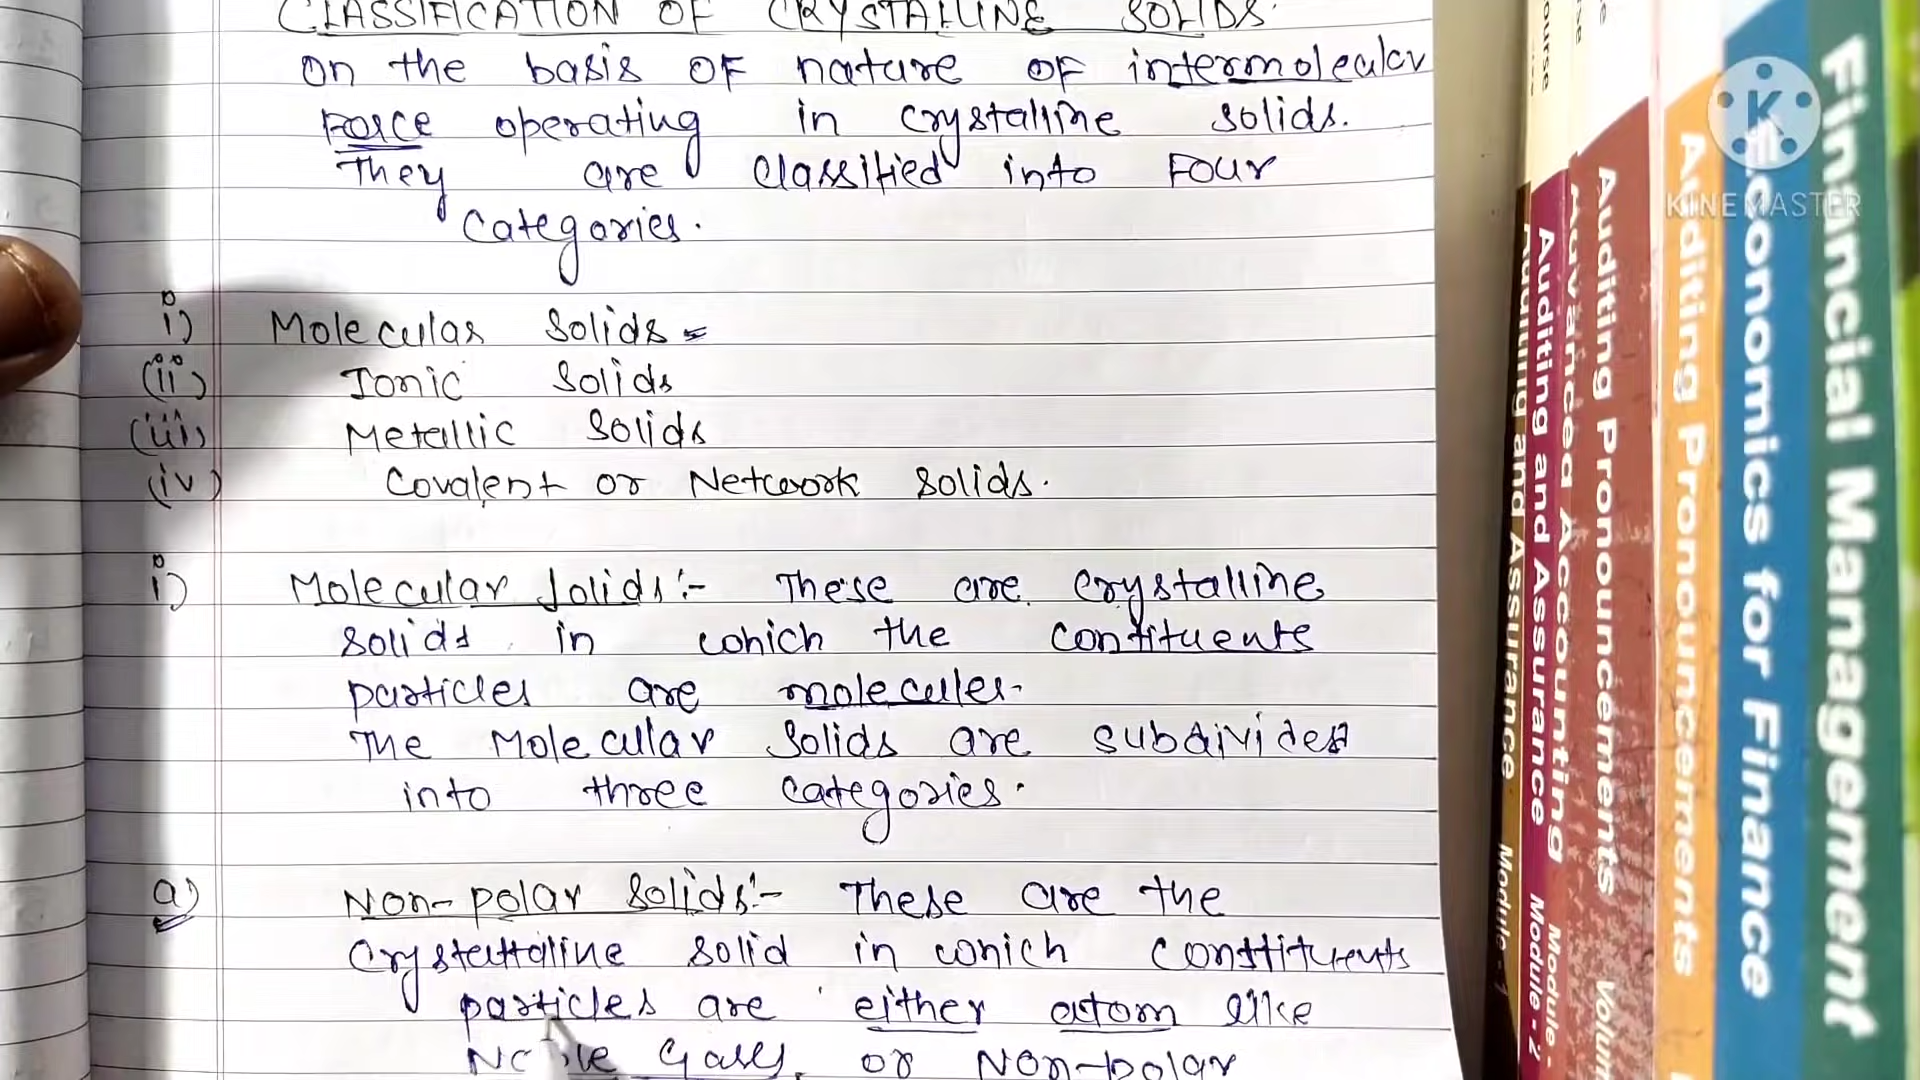 CLASSIFICATION OF CRYSTALLINE SOLIDS.
On the basis OF nature OF intermolecular
Force operating in crystalline solids.
They are classified into Four
Categories.
i) Molecular Solids
(ii) Ionic Solids
(iii) Metallic Solids
(iv) Covalent or Network Solids.
i) Molecular Solids:- These are crystalline
solids in which the constituents
particles are molecules.
The Molecular Solids are subdivided
into three categories.
a) Non-polar Solids:- These are the
Crystalline solid in which constituents
particles are either atom like
Noble Gases, or Non-polar
ourse
Auditing and Assurance Module - 1
Auditing and Assurance Module - 2
Advanced Accounting Module -
Auditing Pronouncements Volum
Auditing Pronouncements
Economics for Finance
Financial Management
K
KINEMASTER